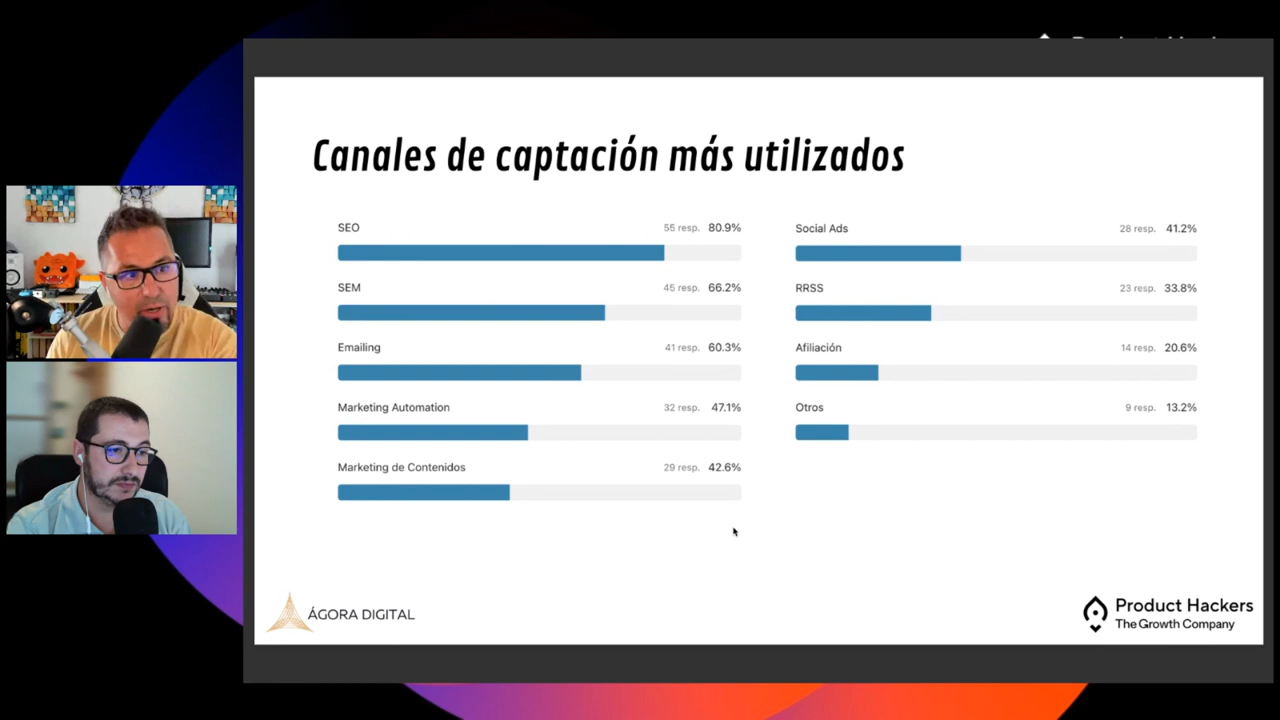 Canales de captación más utilizados
SEO 55 resp. 80.9%
SEM 45 resp. 66.2%
Emailing 41 resp. 60.3%
Marketing Automation 32 resp. 47.1%
Marketing de Contenidos 29 resp. 42.6%
Social Ads 28 resp. 41.2%
RRSS 23 resp. 33.8%
Afiliación 14 resp. 20.6%
Otros 9 resp. 13.2%
ÁGORA DIGITAL
Product Hackers
The Growth Company